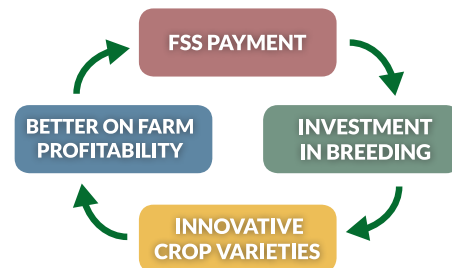 FSS PAYMENT
BETTER ON FARM
PROFITABILITY
INVESTMENT
IN BREEDING
INNOVATIVE
CROP VARIETIES